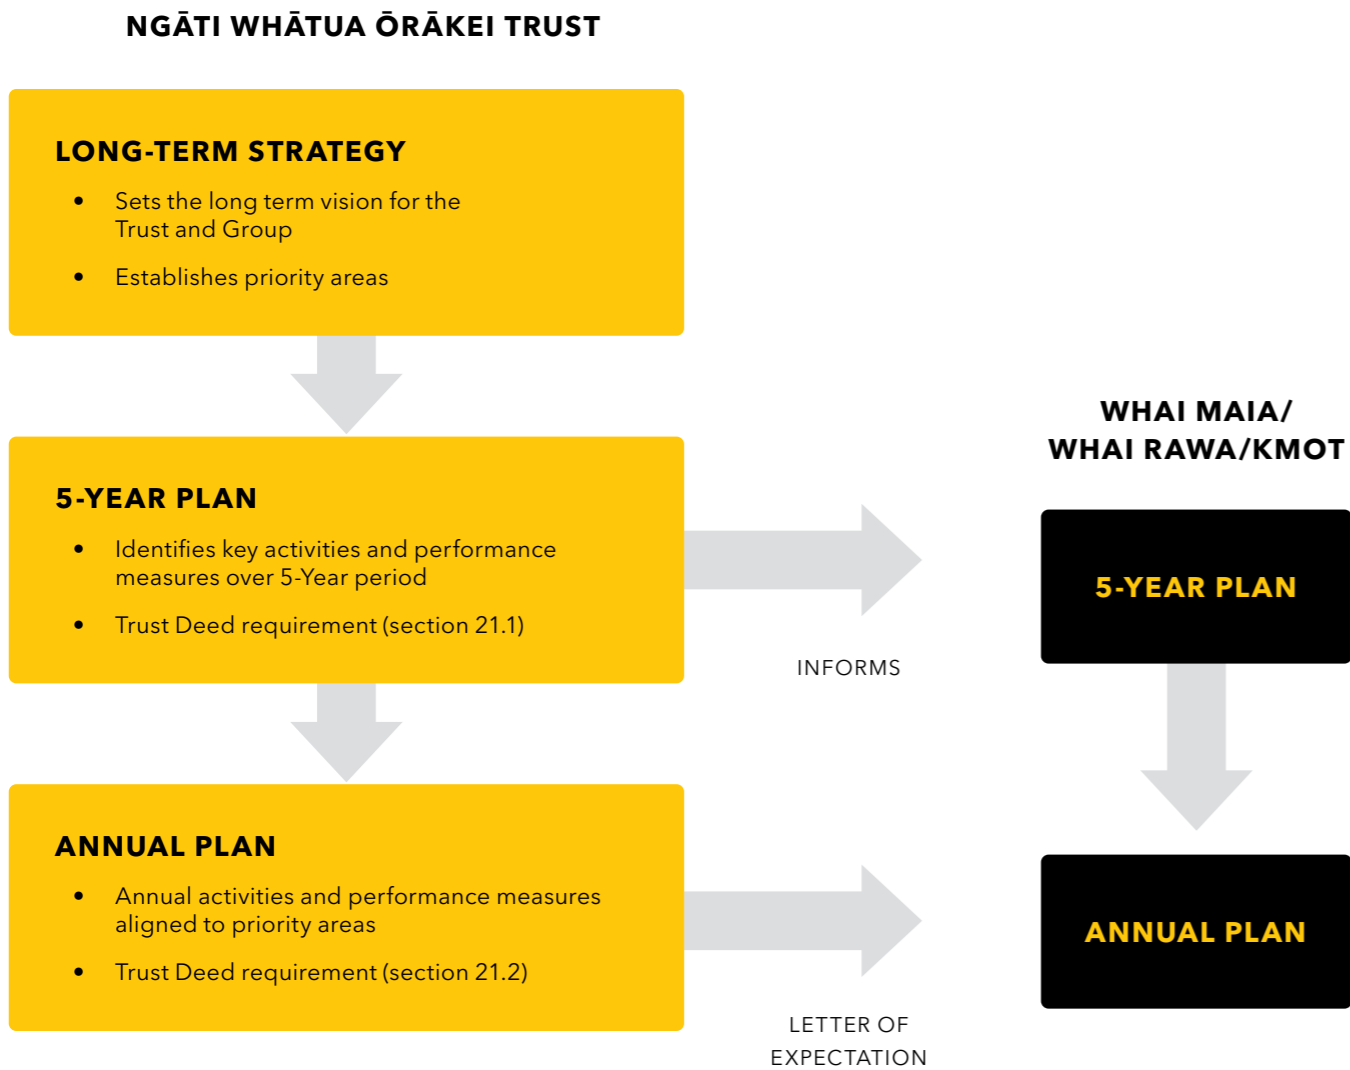 NGĀTI WHĀTUA ŌRĀKEI TRUST
LONG-TERM STRATEGY
• Sets the long term vision for the
Trust and Group
• Establishes priority areas
5-YEAR PLAN
• Identifies key activities and performance
measures over 5-Year period
• Trust Deed requirement (section 21.1)
INFORMS
ANNUAL PLAN
• Annual activities and performance measures
aligned to priority areas
• Trust Deed requirement (section 21.2)
LETTER OF
EXPECTATION
WHAI MAIA/
WHAI RAWA/KMOT
5-YEAR PLAN
ANNUAL PLAN